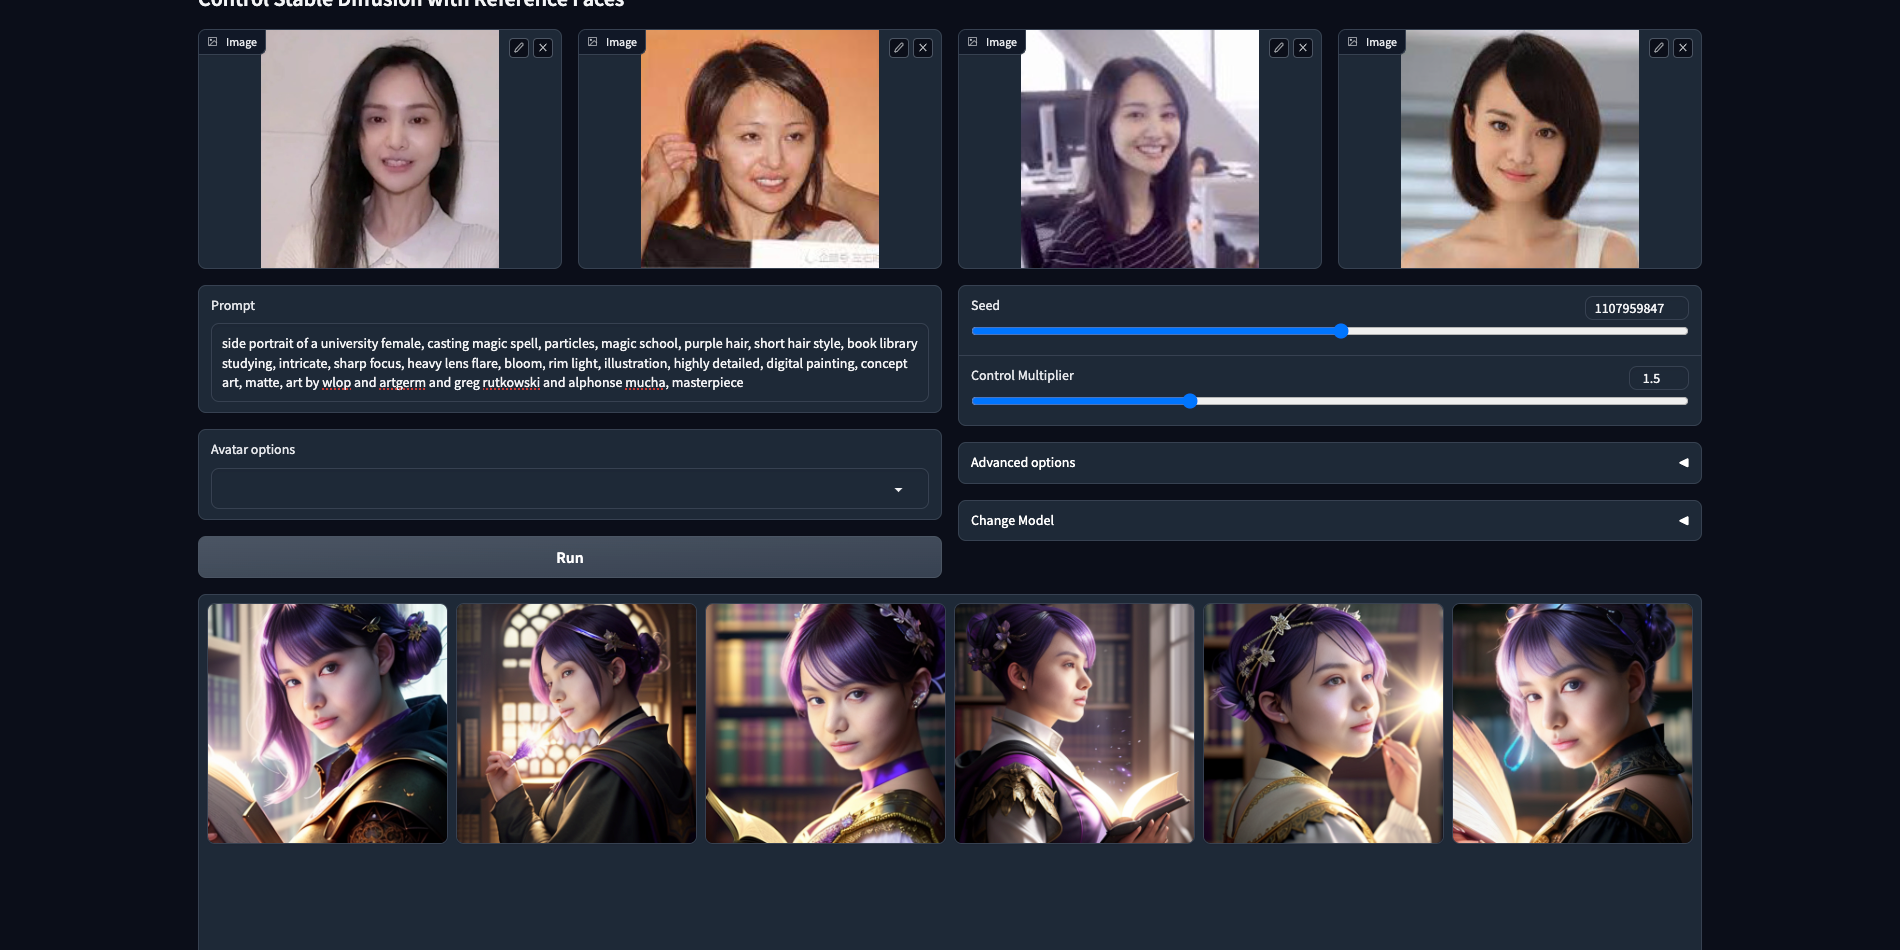 Control Stable Diffusion with Reference Faces
Image
Image
Image
Image
Prompt
side portrait of a university female, casting magic spell, particles, magic school, purple hair, short hair style, book library
studying, intricate, sharp focus, heavy lens flare, bloom, rim light, illustration, highly detailed, digital painting, concept
art, matte, art by wlop and artgerm and greg rutkowski and alphonse mucha, masterpiece
Seed
1107959847
Control Multiplier
1.5
Avatar options
Advanced options
Change Model
Run